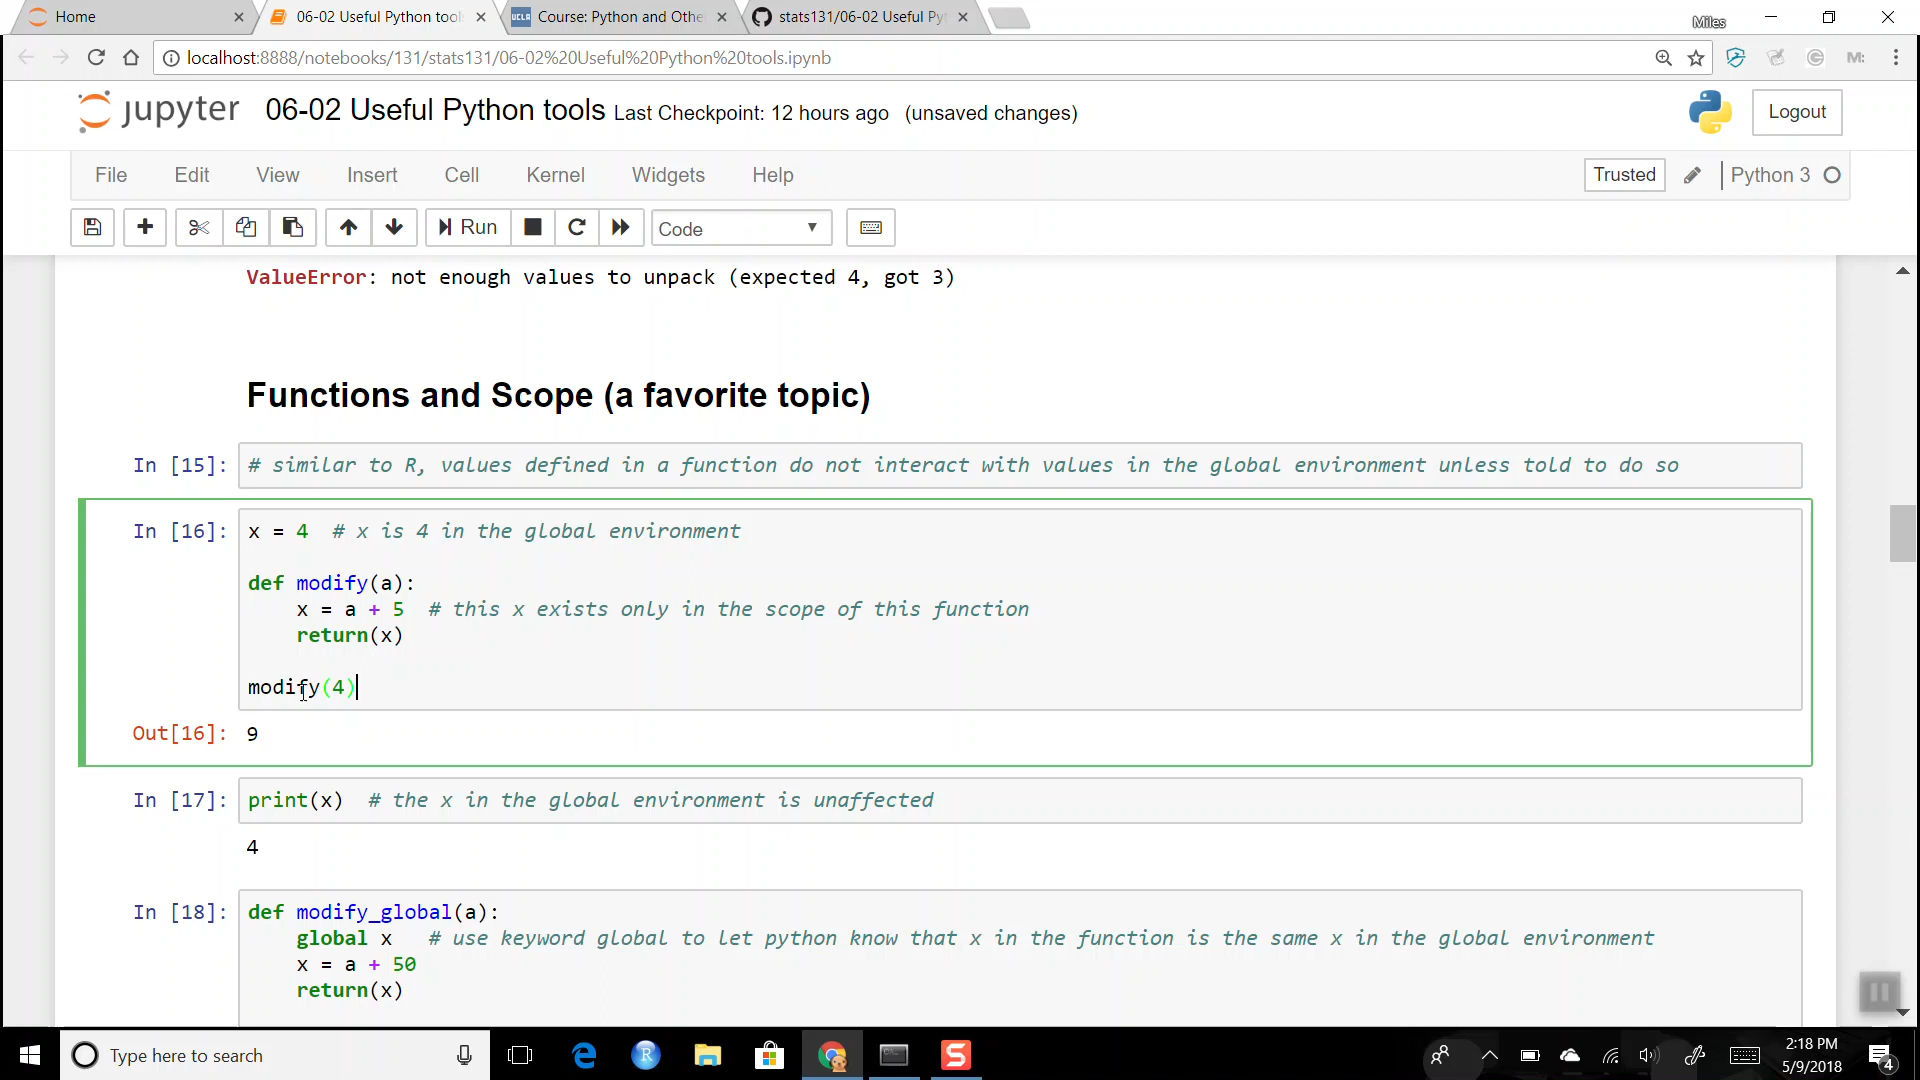 Home
06-02 Useful Python tool
UCLA
Course: Python and Othe
stats131/06-02 Useful Py
Miles
localhost:8888/notebooks/131/stats131/06-02%20Useful%20Python%20tools.ipynb
M:
jupyter
06-02 Useful Python tools Last Checkpoint: 12 hours ago (unsaved changes)
Logout
File Edit View Insert Cell Kernel Widgets Help
Trusted
Python 3
Run
Code
ValueError: not enough values to unpack (expected 4, got 3)
Functions and Scope (a favorite topic)
In [15]: # similar to R, values defined in a function do not interact with values in the global environment unless told to do so
In [16]: x = 4  # x is 4 in the global environment
def modify(a):
    x = a + 5  # this x exists only in the scope of this function
    return(x)
modify(4)
Out[16]: 9
In [17]: print(x)  # the x in the global environment is unaffected
4
In [18]: def modify_global(a):
    global x   # use keyword global to let python know that x in the function is the same x in the global environment
    x = a + 50
    return(x)
Type here to search
R
S
2:18 PM
5/9/2018
4